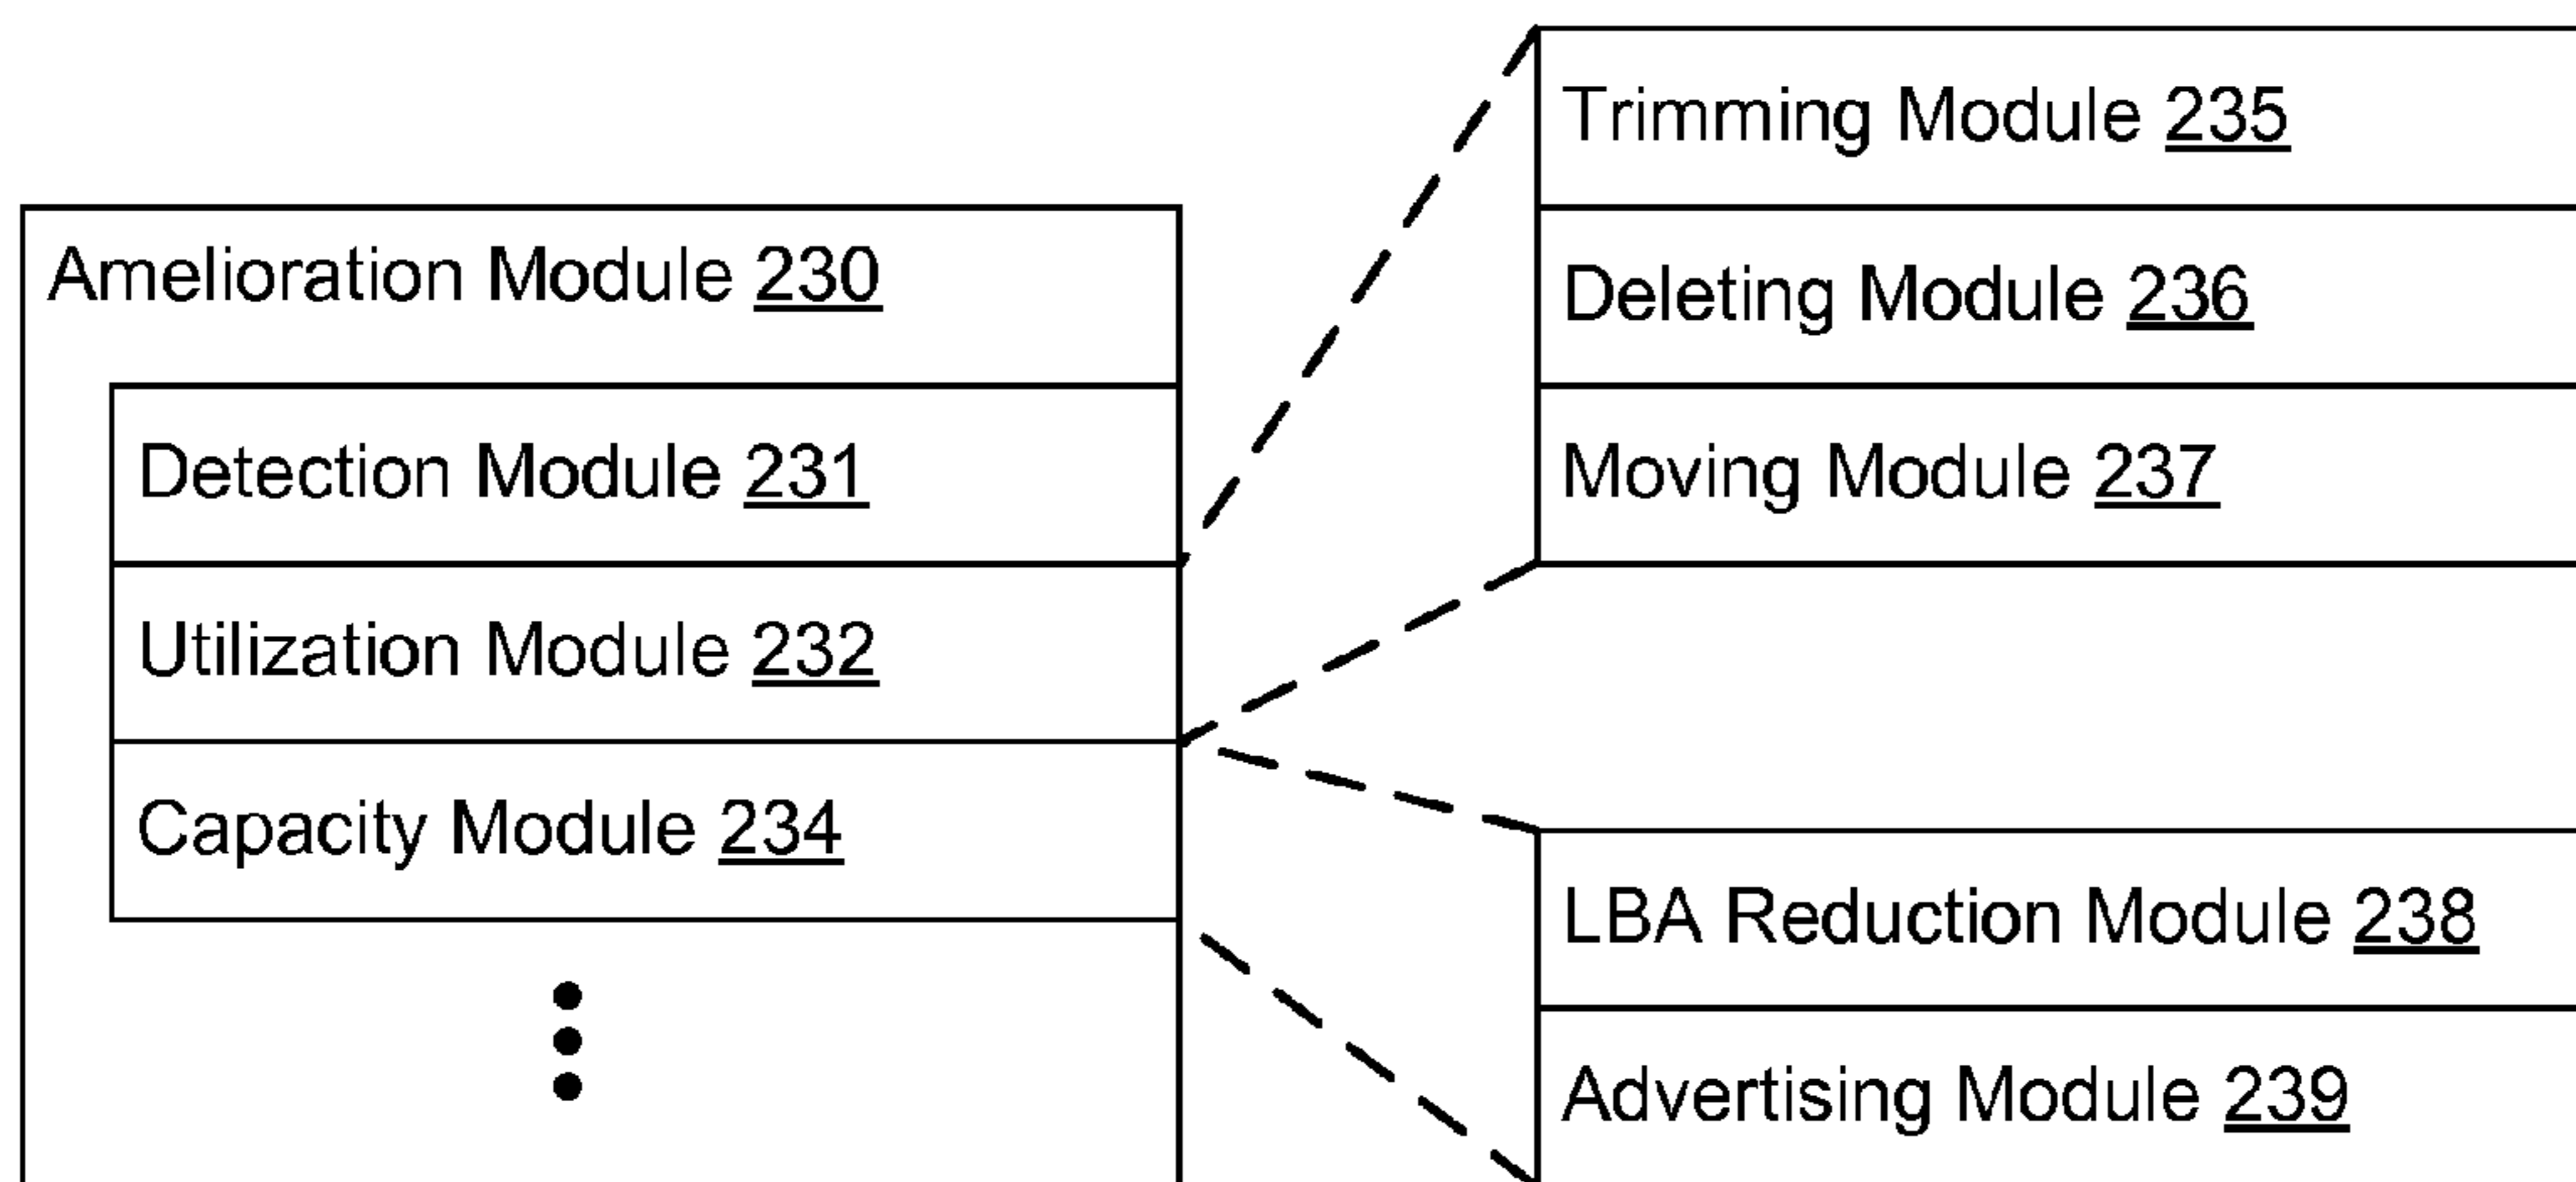 Amelioration Module 230
Detection Module 231
Utilization Module 232
Capacity Module 234
Trimming Module 235
Deleting Module 236
Moving Module 237
LBA Reduction Module 238
Advertising Module 239